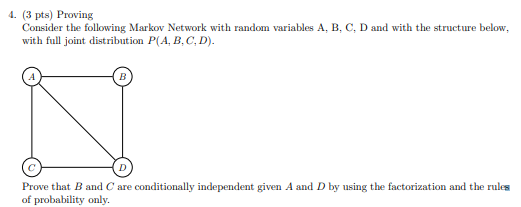 4. (3 pts) Proving
Consider the following Markov Network with random variables A, B, C, D and with the structure below,
with full joint distribution P(A, B, C, D).
A
B
C
D
Prove that B and C are conditionally independent given A and D by using the factorization and the rules
of probability only.